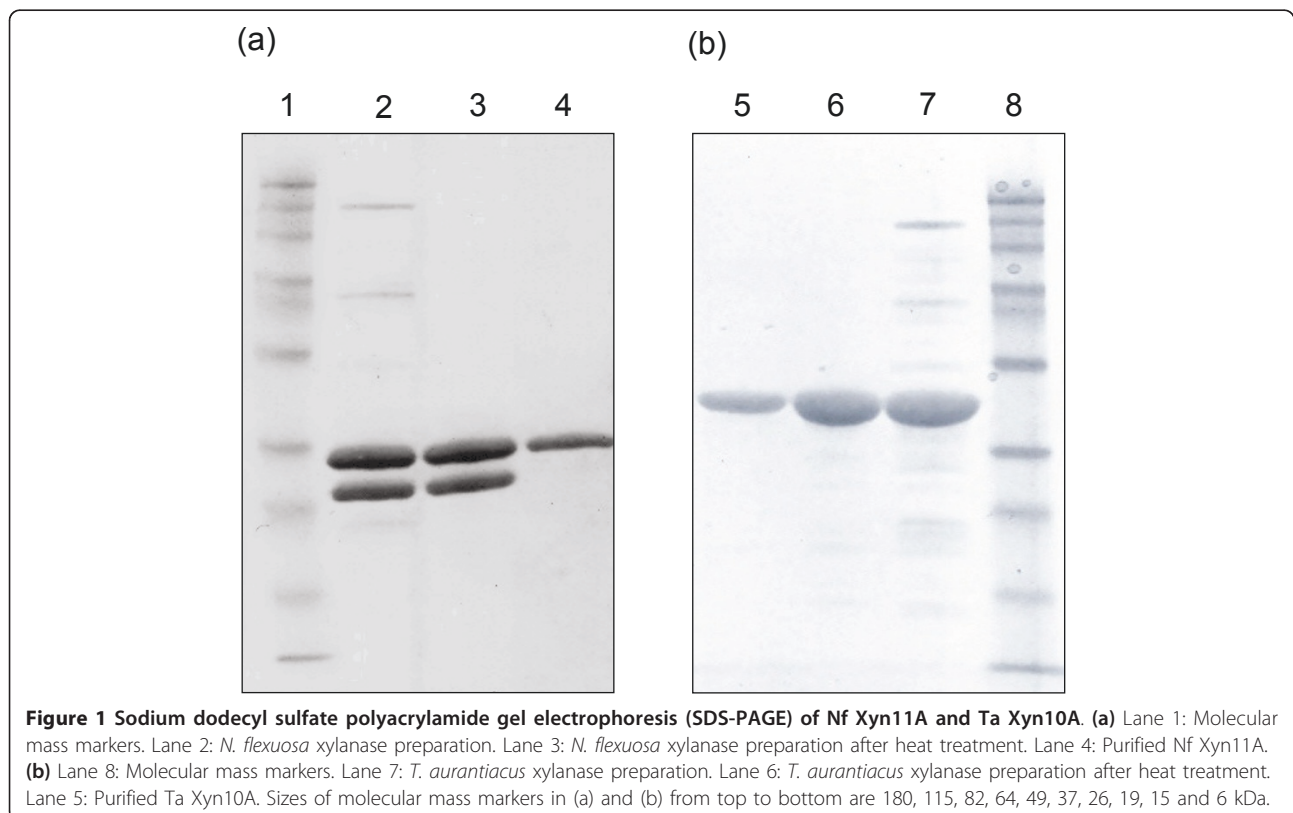 (a)
(b)
1 2 3 4
5 6 7 8
Figure 1 Sodium dodecyl sulfate polyacrylamide gel electrophoresis (SDS-PAGE) of Nf Xyn11A and Ta Xyn10A. (a) Lane 1: Molecular
mass markers. Lane 2: N. flexuosa xylanase preparation. Lane 3: N. flexuosa xylanase preparation after heat treatment. Lane 4: Purified Nf Xyn11A.
(b) Lane 8: Molecular mass markers. Lane 7: T. aurantiacus xylanase preparation. Lane 6: T. aurantiacus xylanase preparation after heat treatment.
Lane 5: Purified Ta Xyn10A. Sizes of molecular mass markers in (a) and (b) from top to bottom are 180, 115, 82, 64, 49, 37, 26, 19, 15 and 6 kDa.